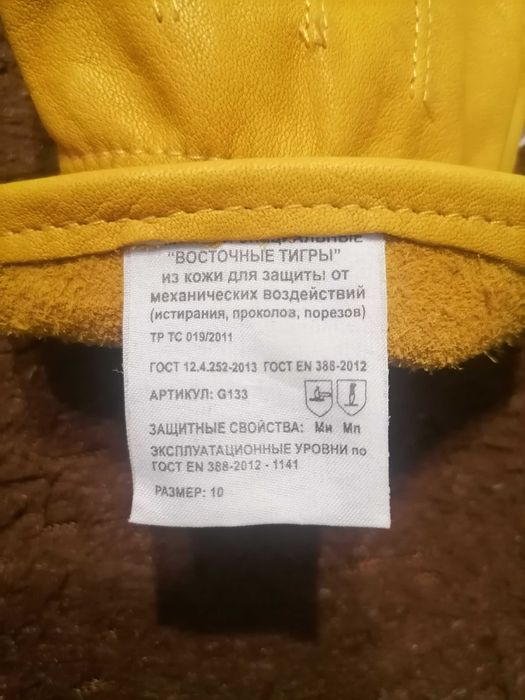 "ВОСТОЧНЫЕ ТИГРЫ"
из кожи для защиты от
механических воздействий
(истирания, проколов, порезов)
ТР ТС 019/2011
ГОСТ 12.4.252-2013 ГОСТ EN 388-2012
АРТИКУЛ: G133
ЗАЩИТНЫЕ СВОЙСТВА: Ми Мп
ЭКСПЛУАТАЦИОННЫЕ УРОВНИ по
ГОСТ EN 388-2012 - 1141
РАЗМЕР: 10